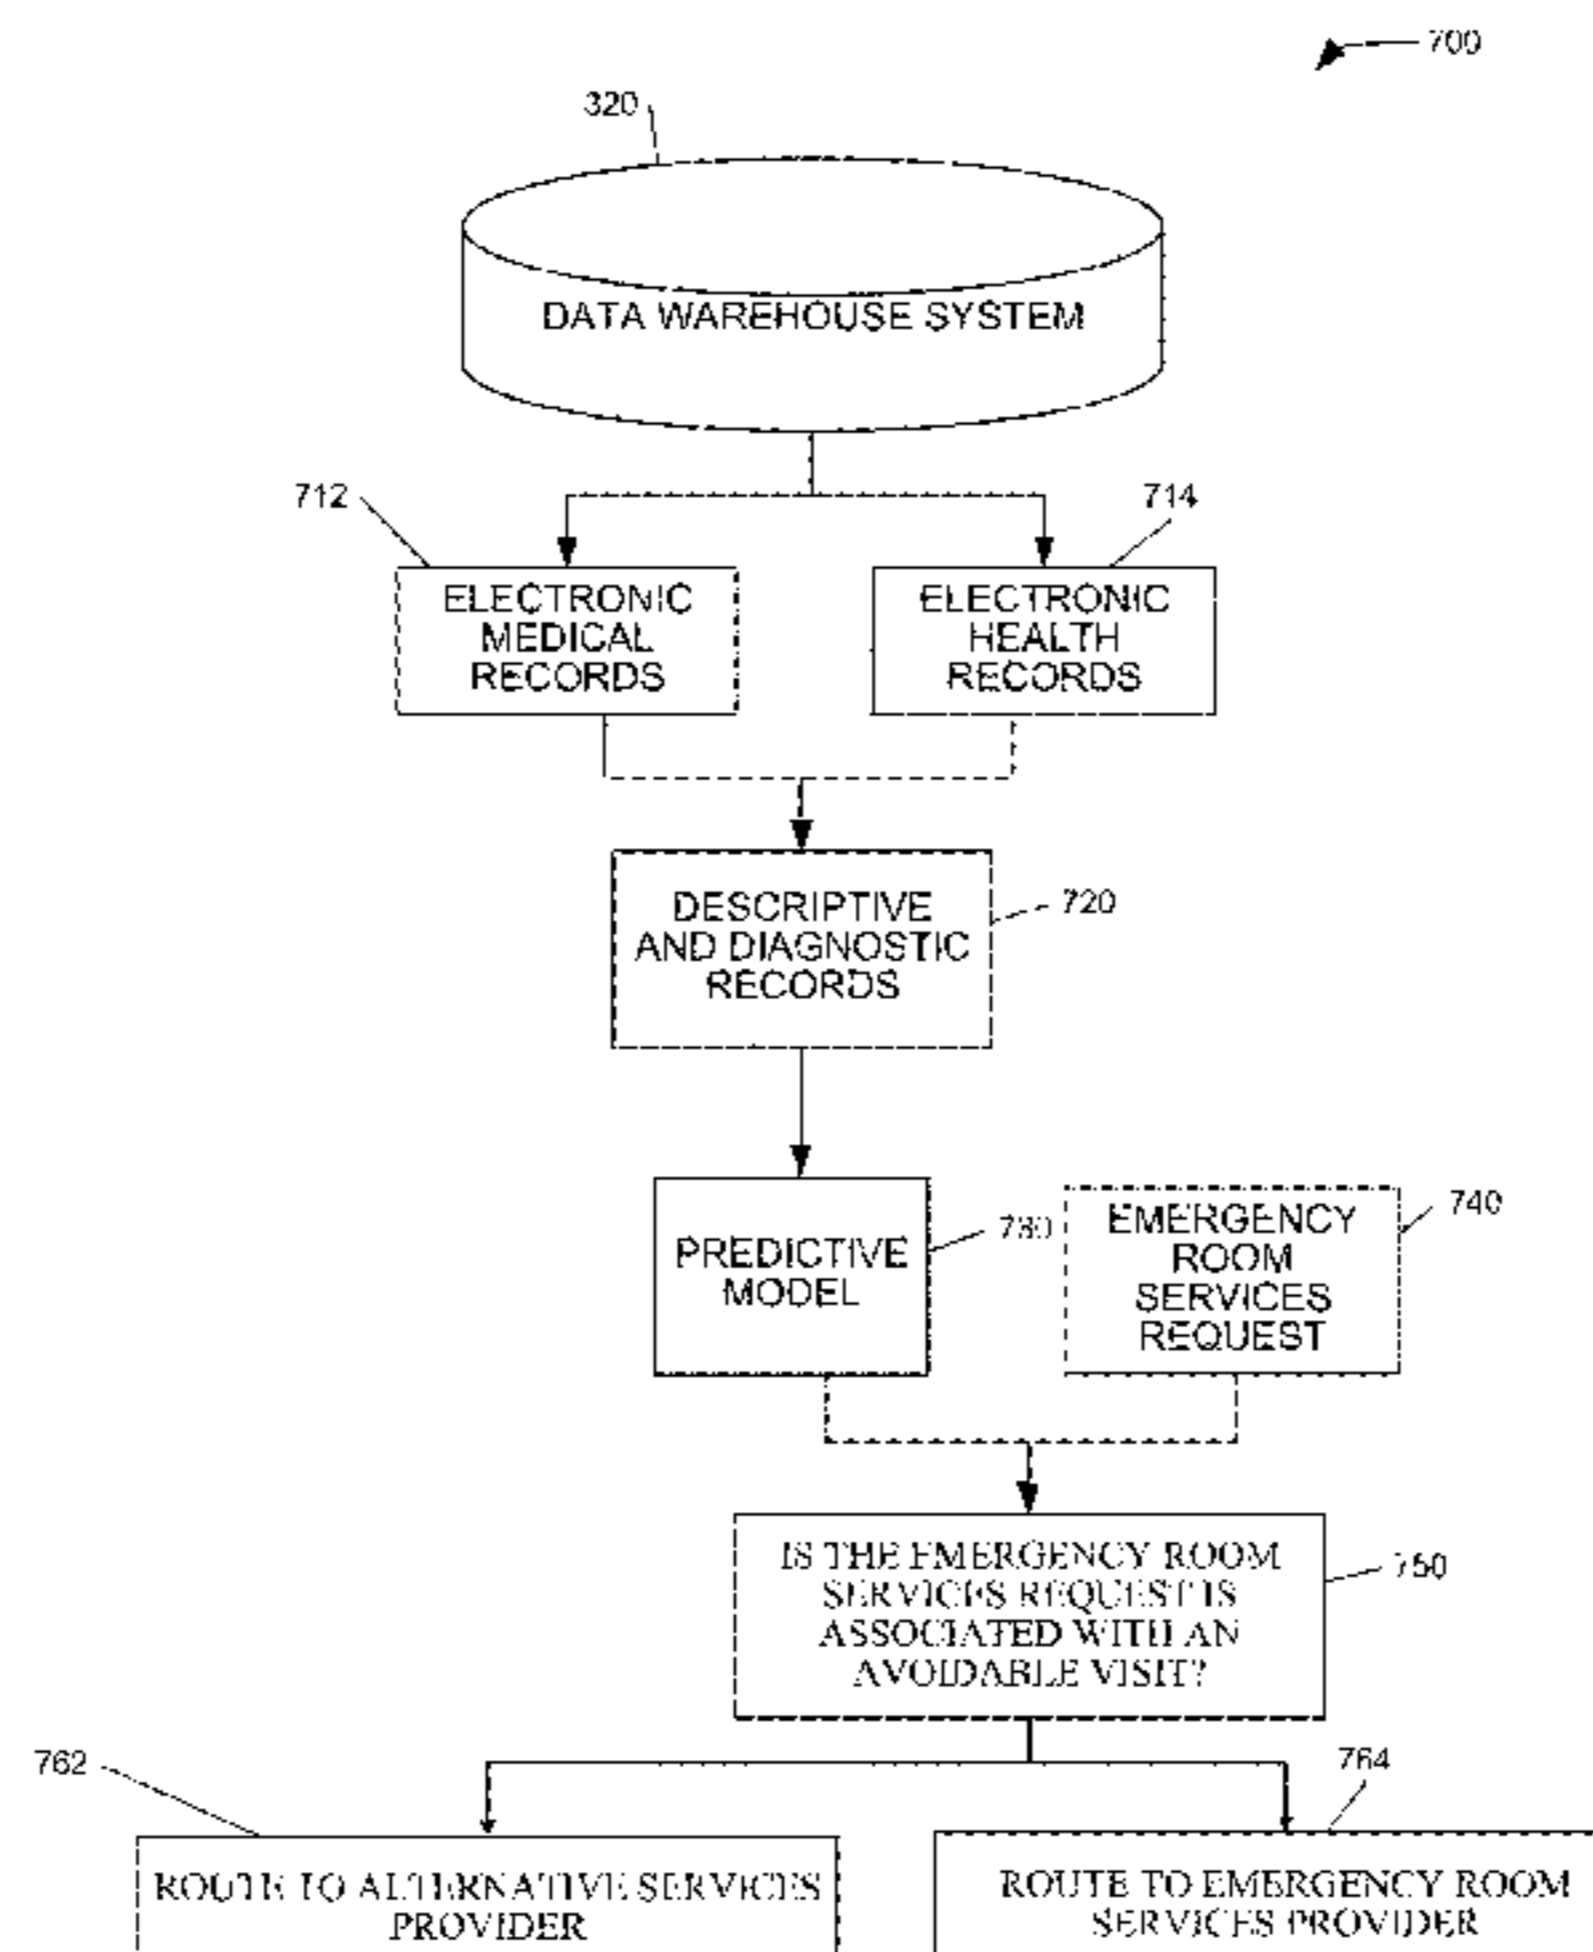 700
320
DATA WAREHOUSE SYSTEM
712
714
ELECTRONIC
MEDICAL
RECORDS
ELECTRONIC
HEALTH
RECORDS
DESCRIPTIVE
AND DIAGNOSTIC
RECORDS
720
PREDICTIVE
MODEL
730
EMERGENCY
ROOM
SERVICES
REQUEST
740
IS THE EMERGENCY ROOM
SERVICES REQUEST IS
ASSOCIATED WITH AN
AVOIDABLE VISIT?
750
762
764
ROUTE TO ALTERNATIVE SERVICES
PROVIDER
ROUTE TO EMERGENCY ROOM
SERVICES PROVIDER